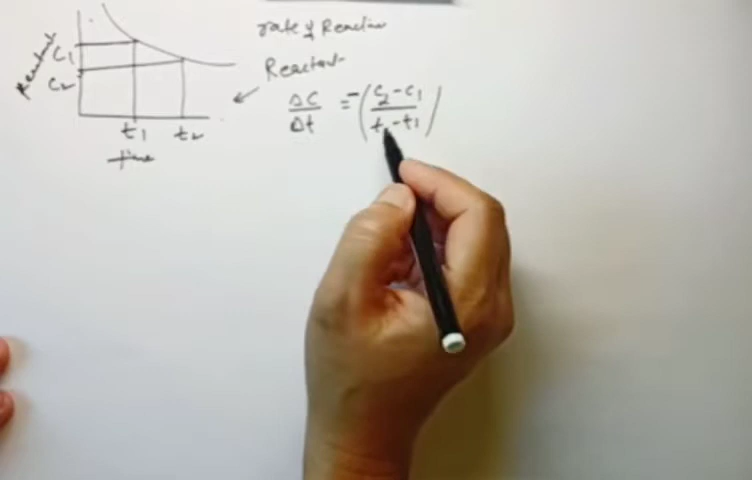 rate of Reaction
Reactant
Reactant
C1
C2
t1 t2
time
ΔC/Δt = -(C2-C1/t2-t1)